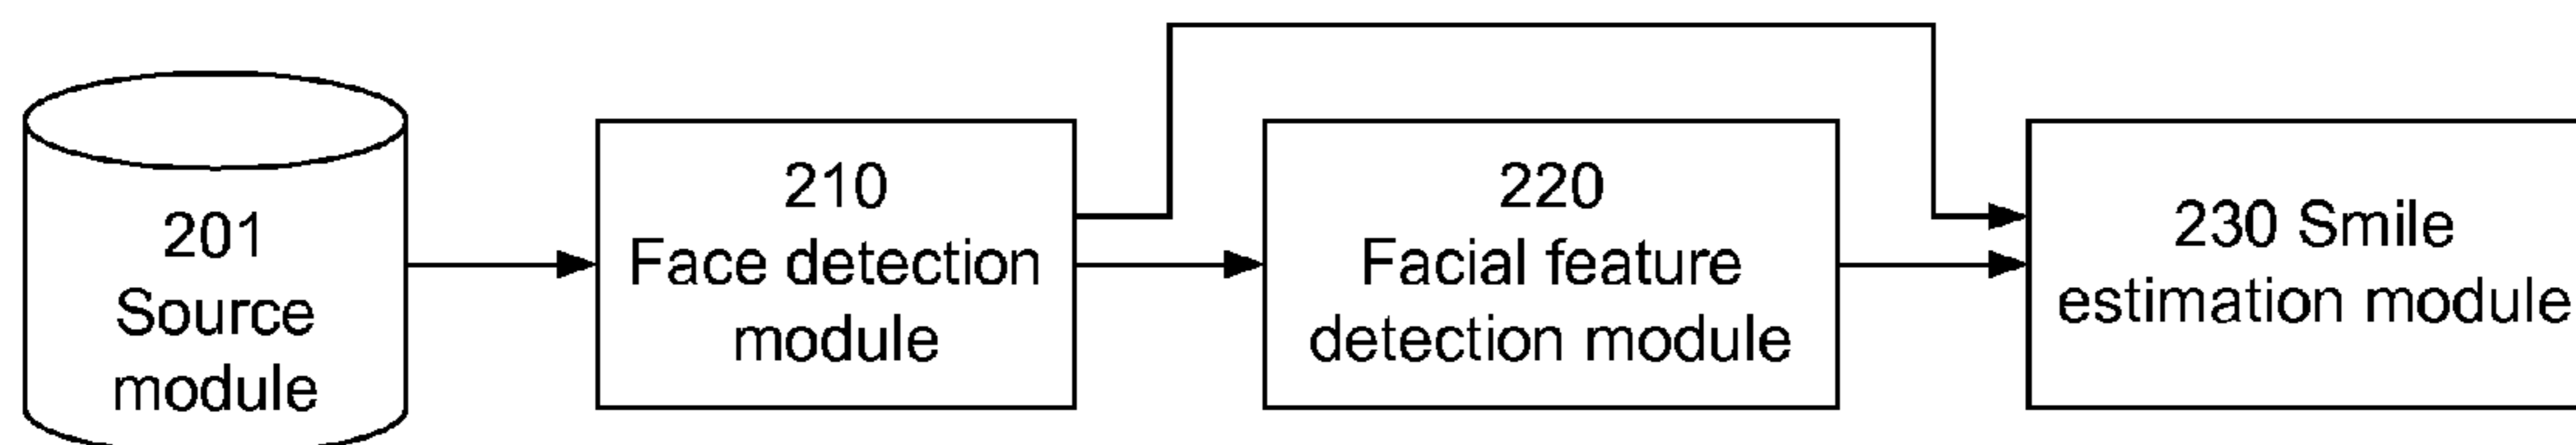 201
Source
module
210
Face detection
module
220
Facial feature
detection module
230 Smile
estimation module